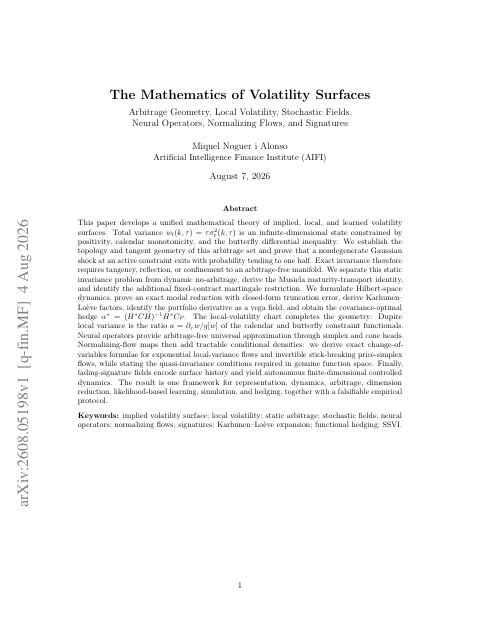 The Mathematics of Volatility Surfaces
Arbitrage Geometry, Local Volatility, Stochastic Fields,
Neural Operators, Normalizing Flows, and Signatures
Miquel Noguer i Alonso
Artificial Intelligence Finance Institute (AIFI)
August 7, 2026
Abstract
This paper develops a unified mathematical theory of implied, local, and learned volatility
surfaces. Total variance wₜ(k, τ) = τσₜ²(k, τ) is an infinite-dimensional state constrained by
positivity, calendar monotonicity, and the butterfly differential inequality. We establish the
topology and tangent geometry of this arbitrage set and prove that a nondegenerate Gaussian
shock at an active constraint exits with probability tending to one half. Exact invariance therefore
requires tangency, reflection, or confinement to an arbitrage-free manifold. We separate this static
invariance problem from dynamic no-arbitrage, derive the Musiela maturity-transport identity,
and identify the additional fixed-contract martingale restriction. We formulate Hilbert-space
dynamics, prove an exact modal reduction with closed-form truncation error, derive Karhunen–
Loève factors, identify the portfolio derivative as a vega field, and obtain the covariance-optimal
hedge α* = (H*CH)⁻¹H*Cν. The local-volatility chart completes the geometry: Dupire
local variance is the ratio a = ∂τw/g[w] of the calendar and butterfly constraint functionals.
Neural operators provide arbitrage-free universal approximation through simplex and cone heads.
Normalizing-flow maps then add tractable conditional densities: we derive exact change-of-
variables formulae for exponential local-variance flows and invertible stick-breaking price-simplex
flows, while stating the quasi-invariance conditions required in genuine function space. Finally,
fading-signature fields encode surface history and yield autonomous finite-dimensional controlled
dynamics. The result is one framework for representation, dynamics, arbitrage, dimension
reduction, likelihood-based learning, simulation, and hedging, together with a falsifiable empirical
protocol.
Keywords: implied volatility surface; local volatility; static arbitrage; stochastic fields; neural
operators; normalizing flows; signatures; Karhunen–Loève expansion; functional hedging; SSVI.
arXiv:2608.05198v1 [q-fin.MF] 4 Aug 2026
1